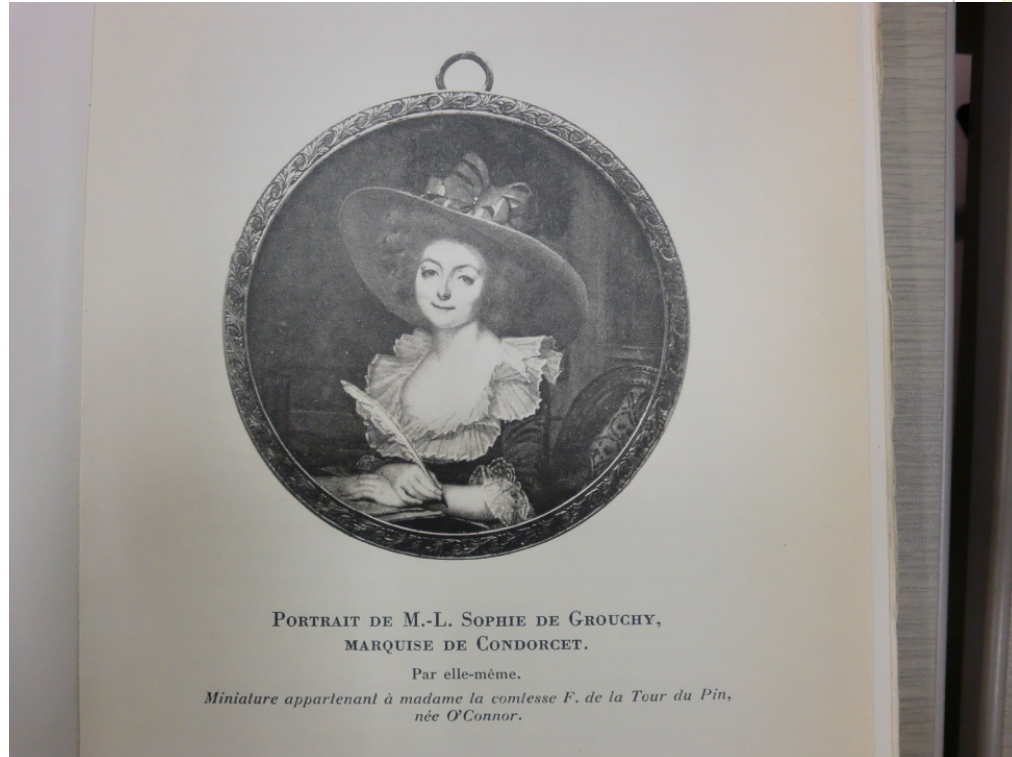 PORTRAIT DE M.-L. SOPHIE DE GROUCHY,
MARQUISE DE CONDORCET.
Par elle-même.
Miniature appartenant à madame la comtesse F. de la Tour du Pin,
née O'Connor.